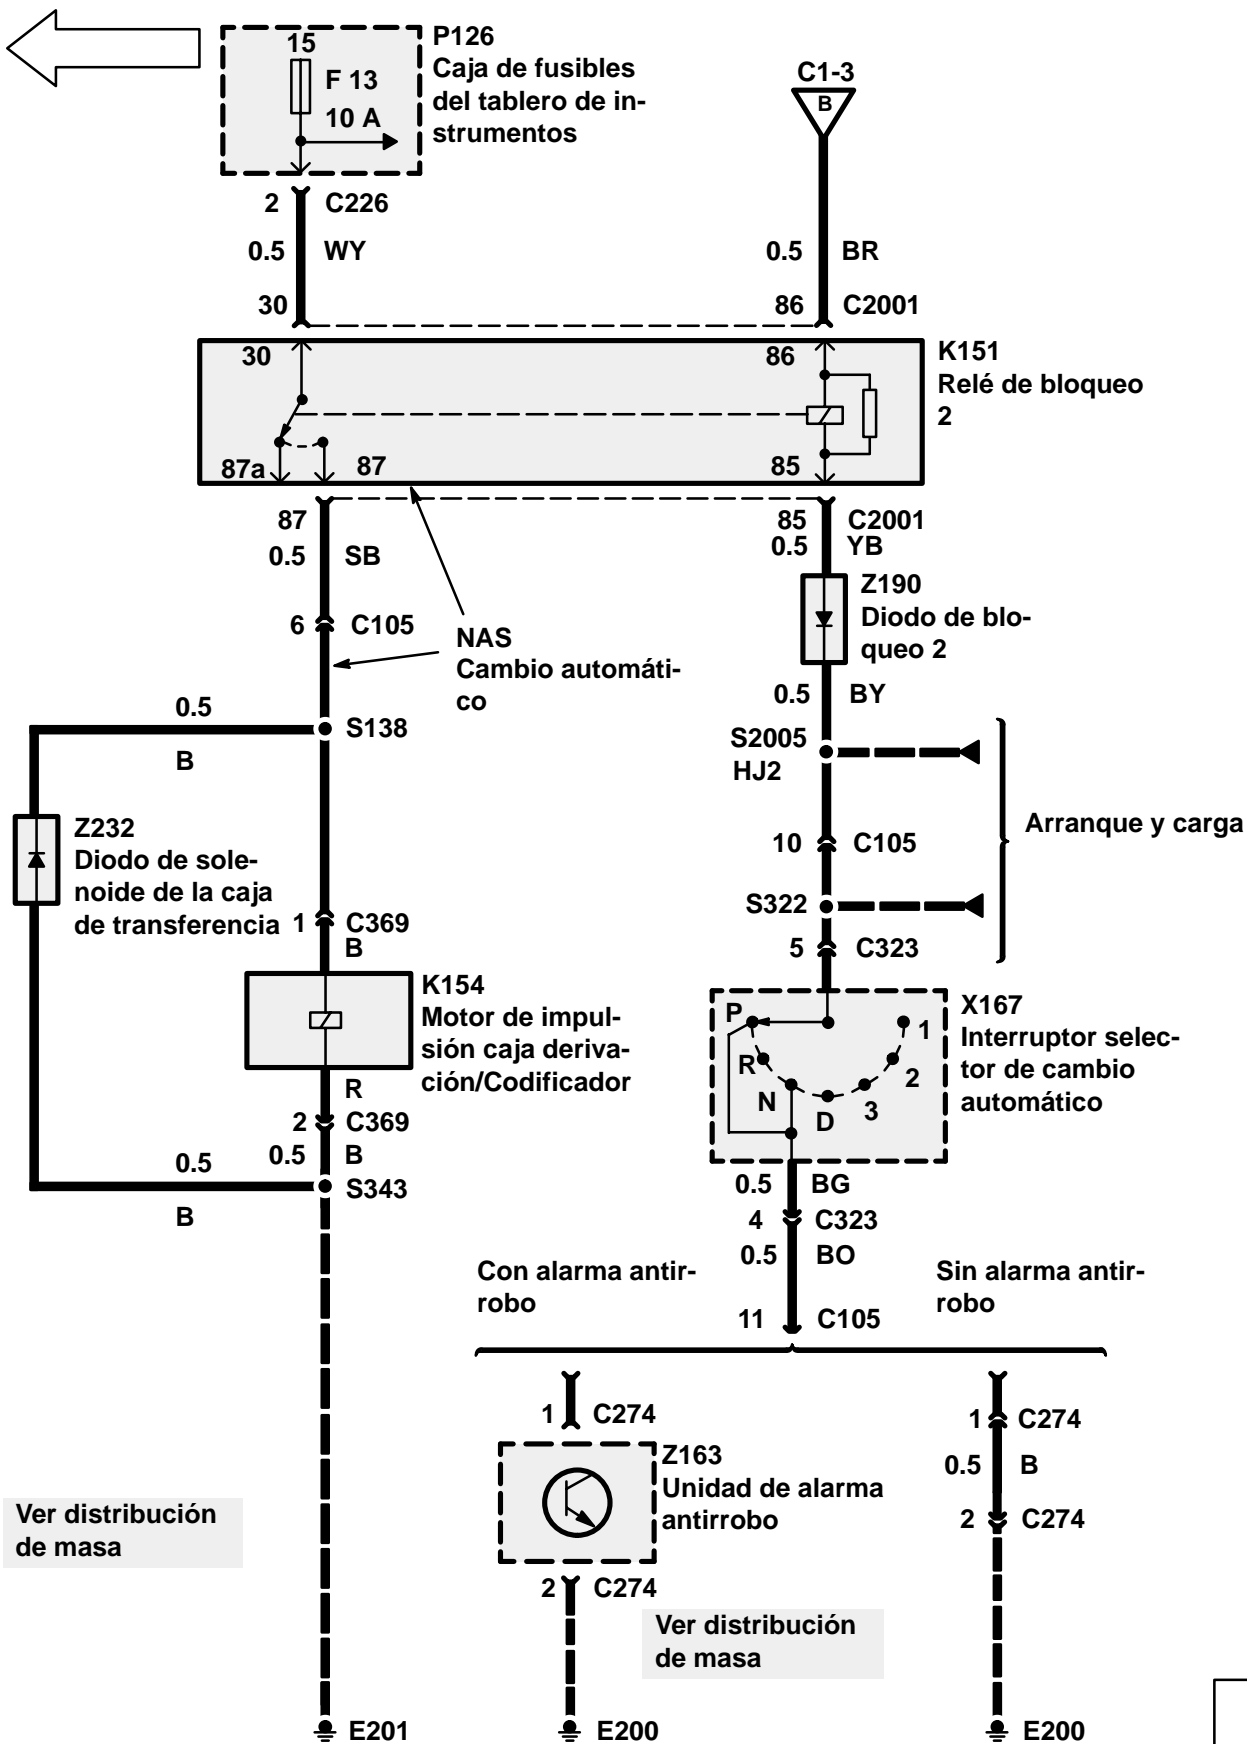 15
F 13
10 A
P126
Caja de fusibles
del tablero de in-
strumentos
C1-3
B
2 C226
0.5 WY
0.5 BR
30
86 C2001
30
86
K151
Relé de bloqueo
2
87a 87
85
87
85 C2001
0.5 SB
0.5 YB
Z190
Diodo de blo-
queo 2
6 C105
NAS
Cambio automáti-
co
0.5 BY
0.5
B
S138
S2005
HJ2
Arranque y carga
Z232
Diodo de sole-
noide de la caja
de transferencia
10 C105
S322
1 C369
B
5 C323
K154
Motor de impul-
sión caja deriva-
ción/Codificador
P
R
N
D
3
2
1
X167
Interruptor selec-
tor de cambio
automático
R
2 C369
0.5 B
0.5
B
S343
0.5 BG
4 C323
0.5 BO
Con alarma antir-
robo
Sin alarma antir-
robo
11 C105
1 C274
1 C274
Z163
Unidad de alarma
antirrobo
0.5 B
2 C274
Ver distribución
de masa
2 C274
Ver distribución
de masa
E201
E200
E200